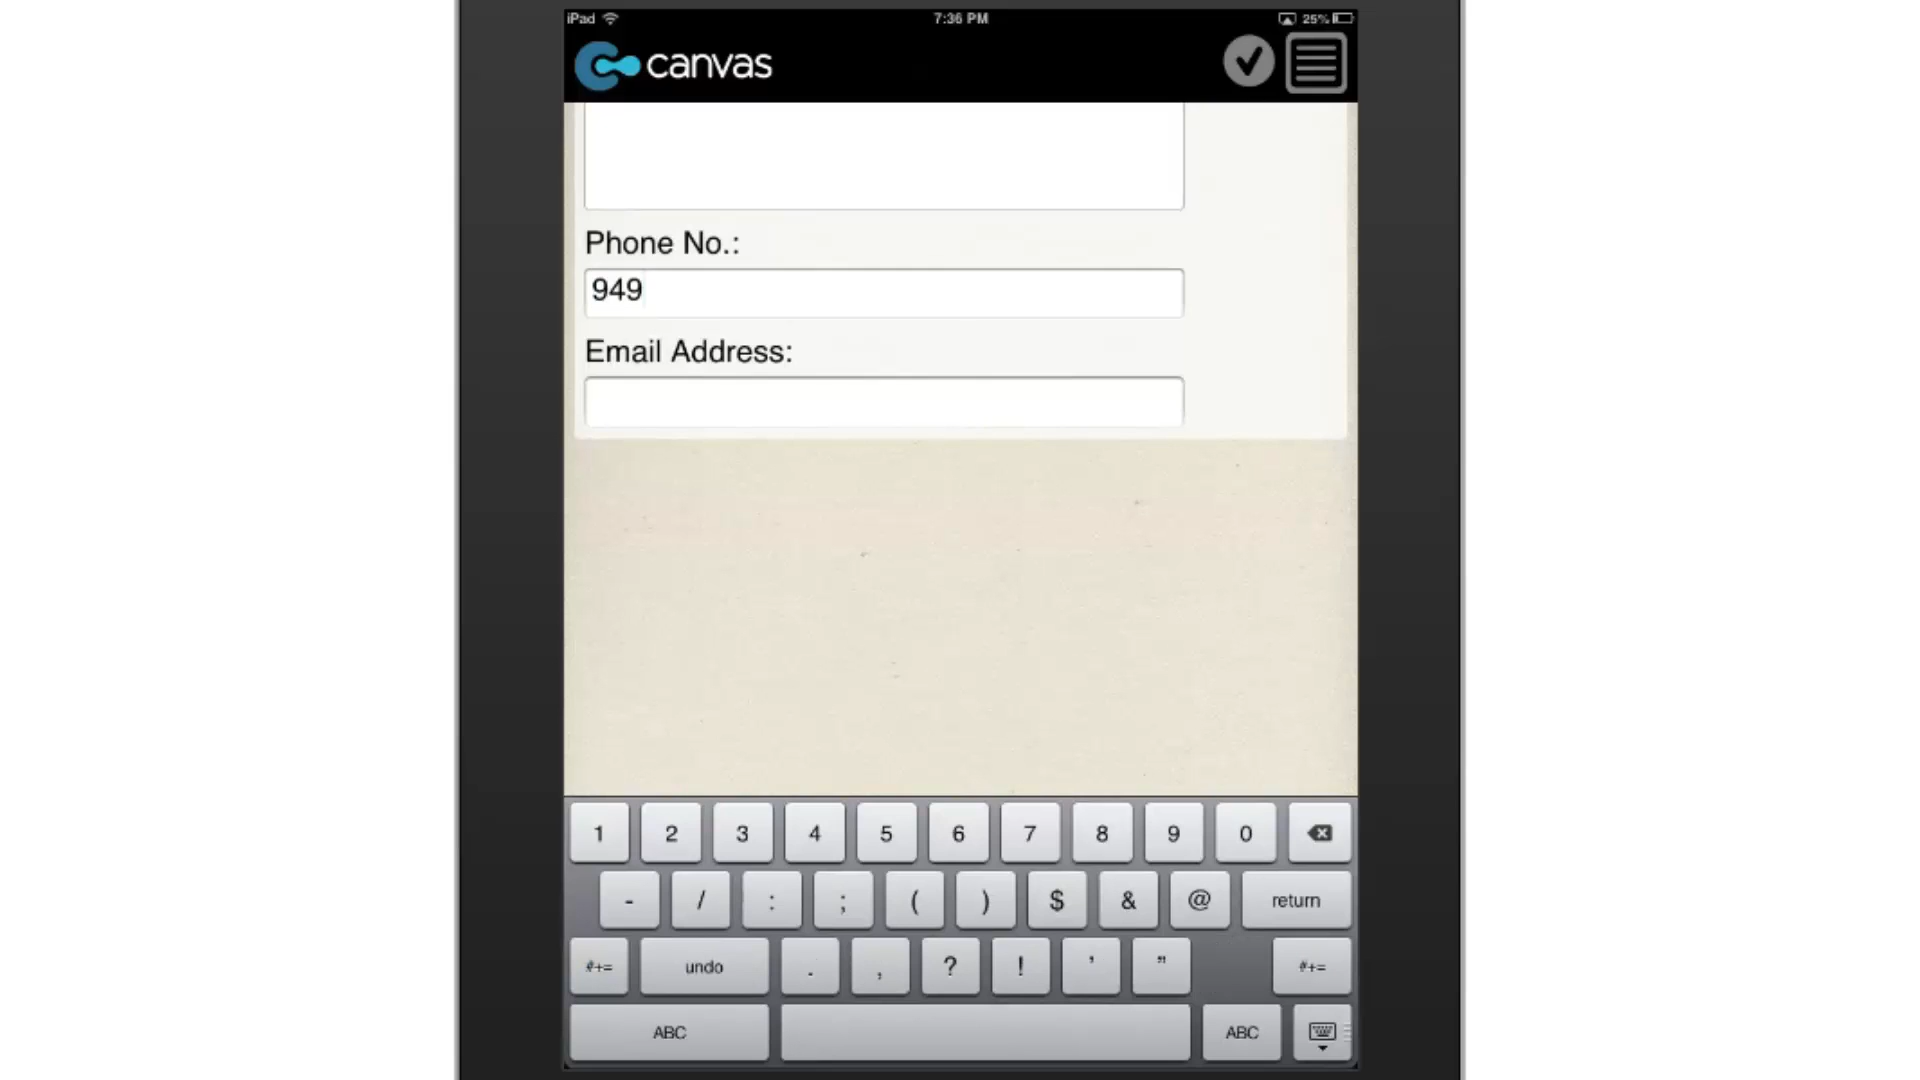 iPad 7:36 PM 25%
canvas
Phone No.:
949
Email Address:
1 2 3 4 5 6 7 8 9 0
- / : ; ( ) $ & @ return
#+= undo . , ? ! ' " #+=
ABC ABC